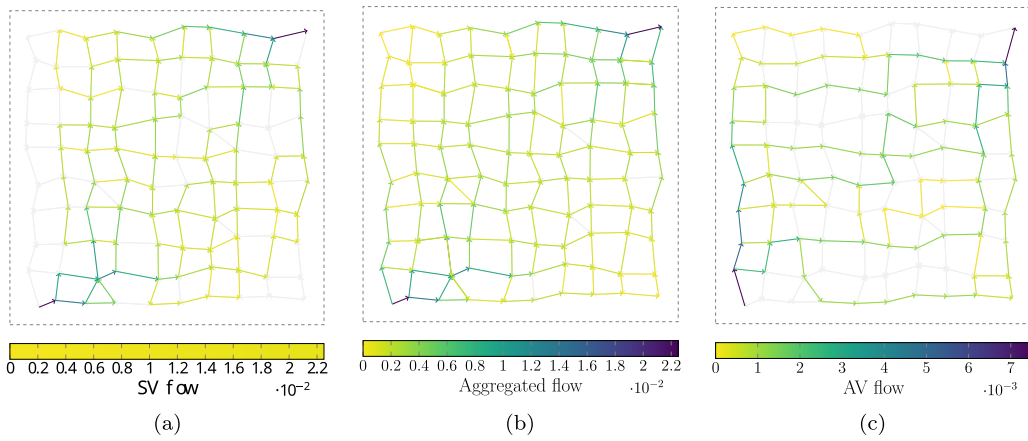 0 0.2 0.4 0.6 0.8 1 1.2 1.4 1.6 1.8 2 2.2
SV flow ·10⁻²
(a)
0 0.2 0.4 0.6 0.8 1 1.2 1.4 1.6 1.8 2 2.2
Aggregated flow ·10⁻²
(b)
0 1 2 3 4 5 6 7
AV flow ·10⁻³
(c)